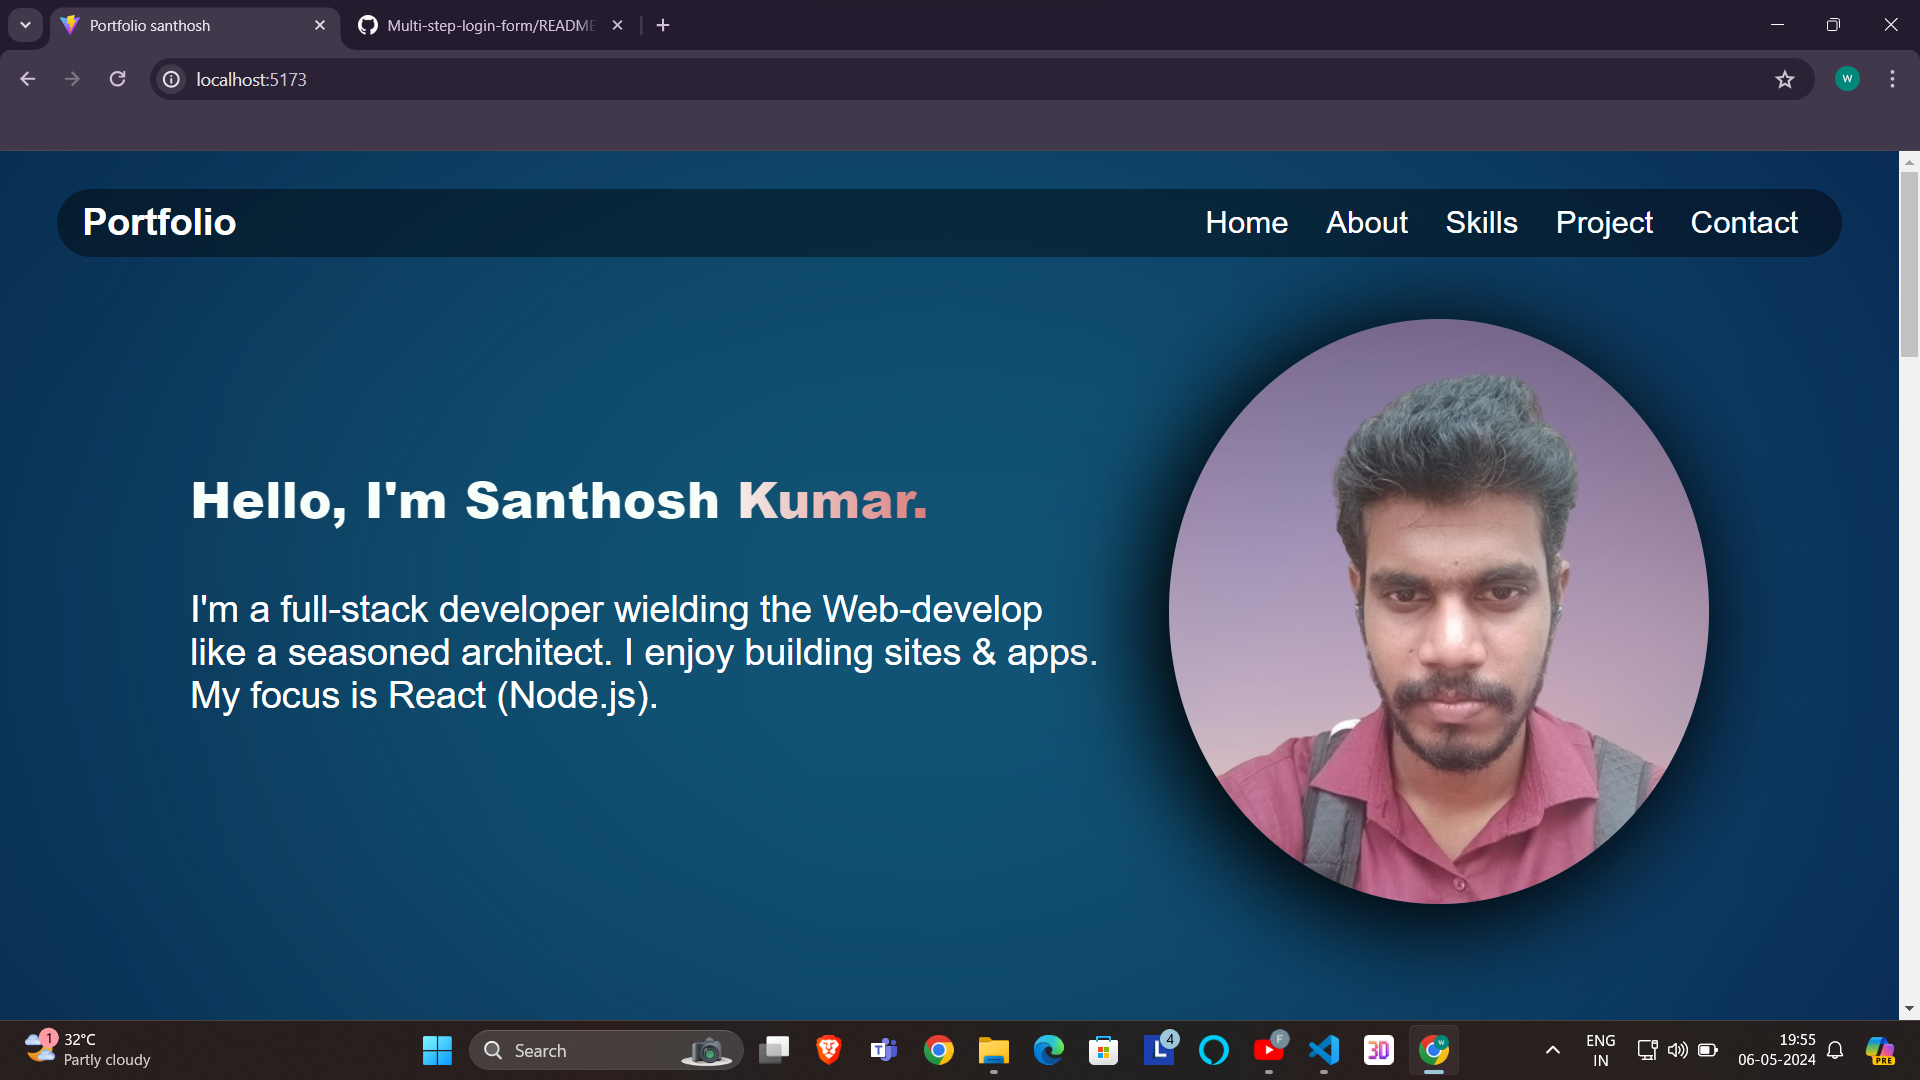 Portfolio santhosh
Multi-step-login-form/README
localhost:5173
W
Portfolio
Home About Skills Project Contact
Hello, I'm Santhosh Kumar.
I'm a full-stack developer wielding the Web-develop
like a seasoned architect. I enjoy building sites & apps.
My focus is React (Node.js).
1
32°C
Partly cloudy
Search
L
4
F
3D
W
ENG
IN
19:55
06-05-2024
PRE